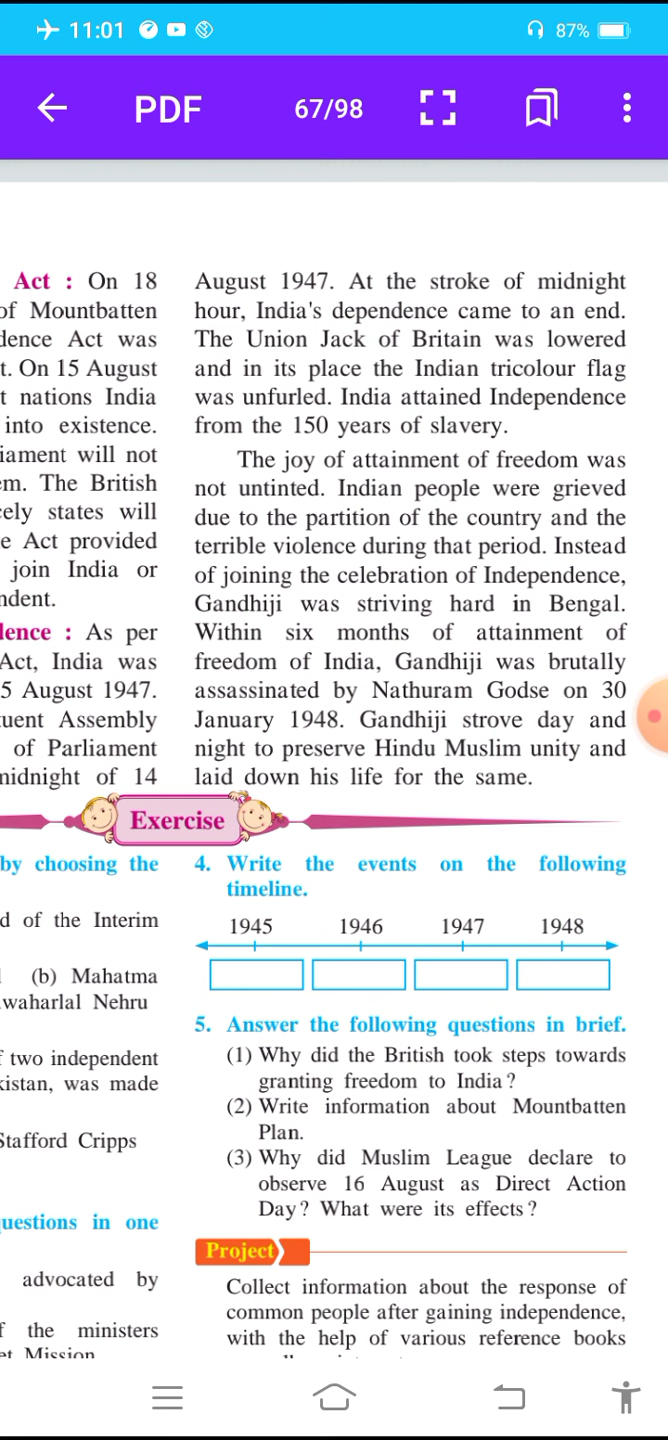 11:01
87%
PDF
67/98
Act : On 18
of Mountbatten
dence Act was
t. On 15 August
t nations India
into existence.
iament will not
em. The British
cely states will
e Act provided
join India or
ndent.
lence : As per
Act, India was
5 August 1947.
tuent Assembly
of Parliament
midnight of 14
August 1947. At the stroke of midnight
hour, India's dependence came to an end.
The Union Jack of Britain was lowered
and in its place the Indian tricolour flag
was unfurled. India attained Independence
from the 150 years of slavery.
The joy of attainment of freedom was
not untinted. Indian people were grieved
due to the partition of the country and the
terrible violence during that period. Instead
of joining the celebration of Independence,
Gandhiji was striving hard in Bengal.
Within six months of attainment of
freedom of India, Gandhiji was brutally
assassinated by Nathuram Godse on 30
January 1948. Gandhiji strove day and
night to preserve Hindu Muslim unity and
laid down his life for the same.
Exercise
by choosing the
d of the Interim
(b) Mahatma
waharlal Nehru
f two independent
kistan, was made
Stafford Cripps
uestions in one
advocated by
f the ministers
et Mission
4. Write the events on the following
timeline.
1945 1946 1947 1948
5. Answer the following questions in brief.
(1) Why did the British took steps towards
granting freedom to India?
(2) Write information about Mountbatten
Plan.
(3) Why did Muslim League declare to
observe 16 August as Direct Action
Day? What were its effects?
Project
Collect information about the response of
common people after gaining independence,
with the help of various reference books